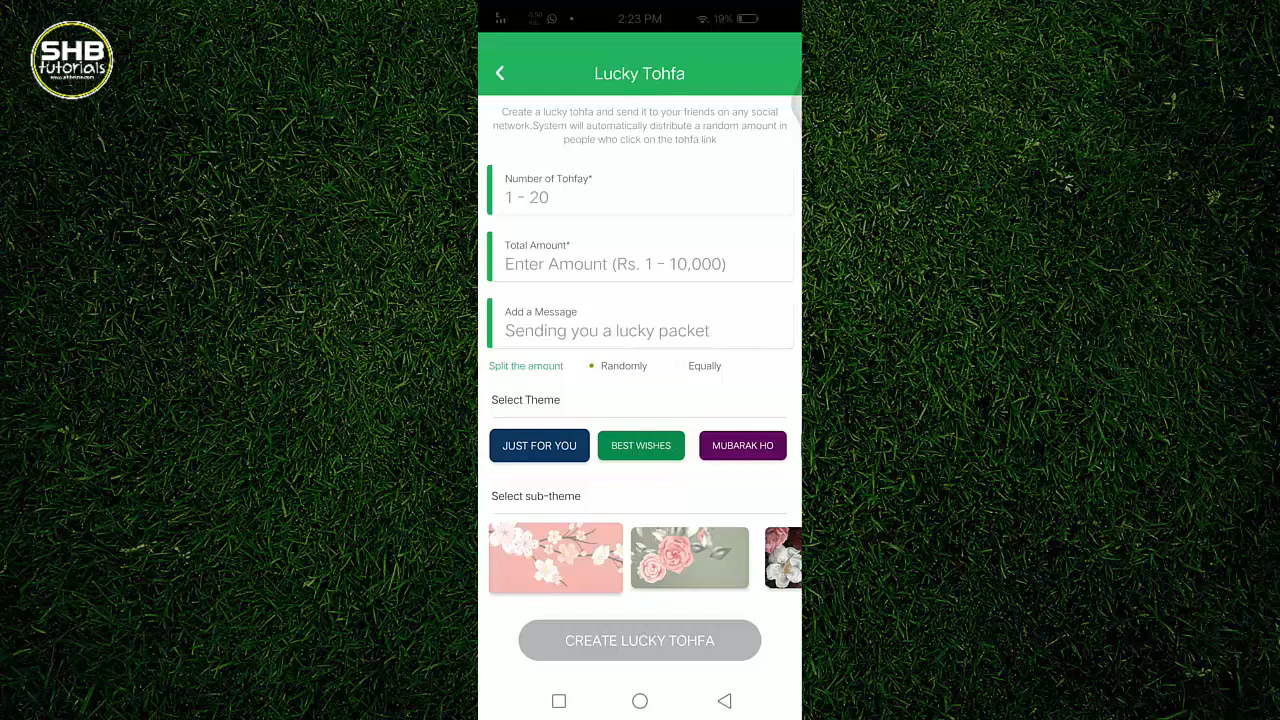 SHB
tutorials
2:23 PM
19%
Lucky Tohfa
Create a lucky tohfa and send it to your friends on any social
network.System will automatically distribute a random amount in
people who click on the tohfa link
Number of Tohfay*
1 - 20
Total Amount*
Enter Amount (Rs. 1 - 10,000)
Add a Message
Sending you a lucky packet
Split the amount Randomly Equally
Select Theme
JUST FOR YOU BEST WISHES MUBARAK HO
Select sub-theme
CREATE LUCKY TOHFA